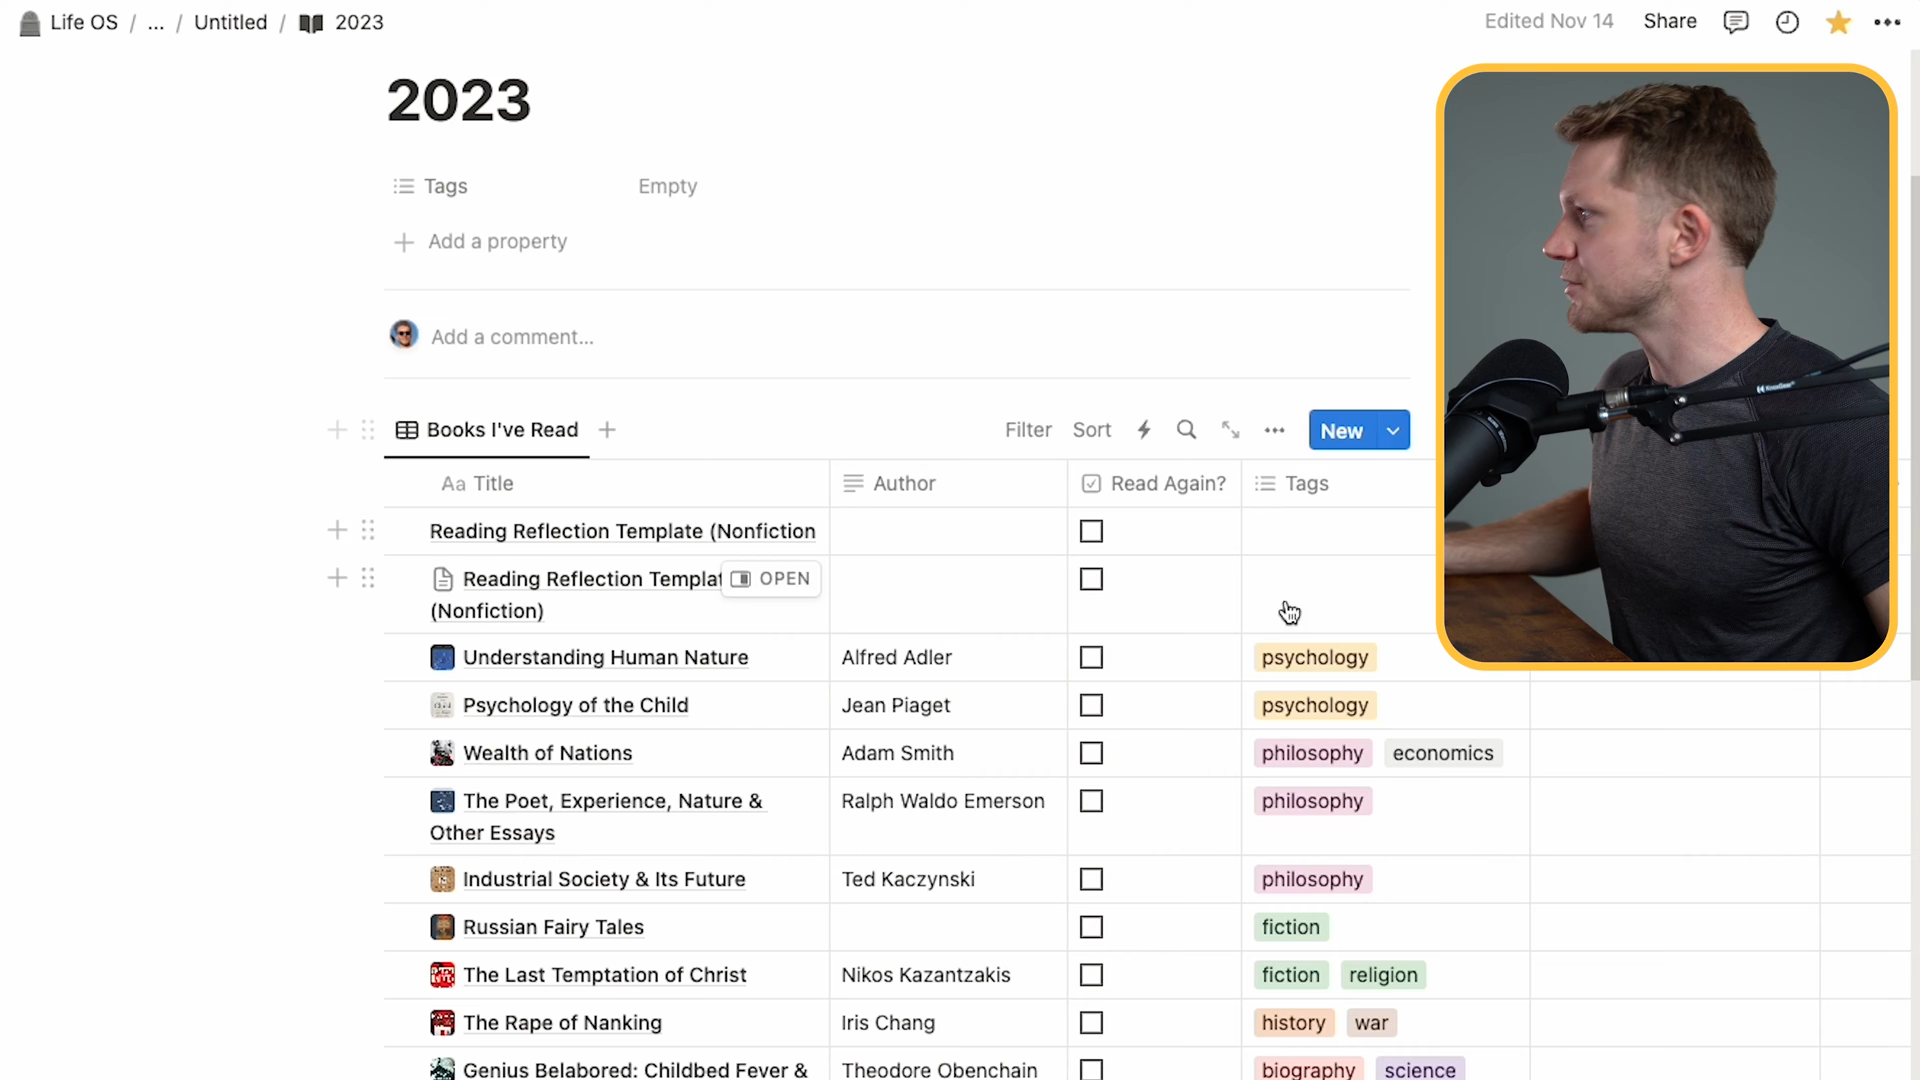 Life OS / ... / Untitled / 2023
Edited Nov 14 Share
2023
Tags Empty
Add a property
Add a comment...
Books I've Read
Filter Sort New
Aa Title Author Read Again? Tags
Reading Reflection Template (Nonfiction
Reading Reflection Templat OPEN
(Nonfiction)
Understanding Human Nature Alfred Adler psychology
Psychology of the Child Jean Piaget psychology
Wealth of Nations Adam Smith philosophy economics
The Poet, Experience, Nature & Ralph Waldo Emerson philosophy
Other Essays
Industrial Society & Its Future Ted Kaczynski philosophy
Russian Fairy Tales fiction
The Last Temptation of Christ Nikos Kazantzakis fiction religion
The Rape of Nanking Iris Chang history war
Genius Belabored: Childbed Fever & Theodore Obenchain biography science